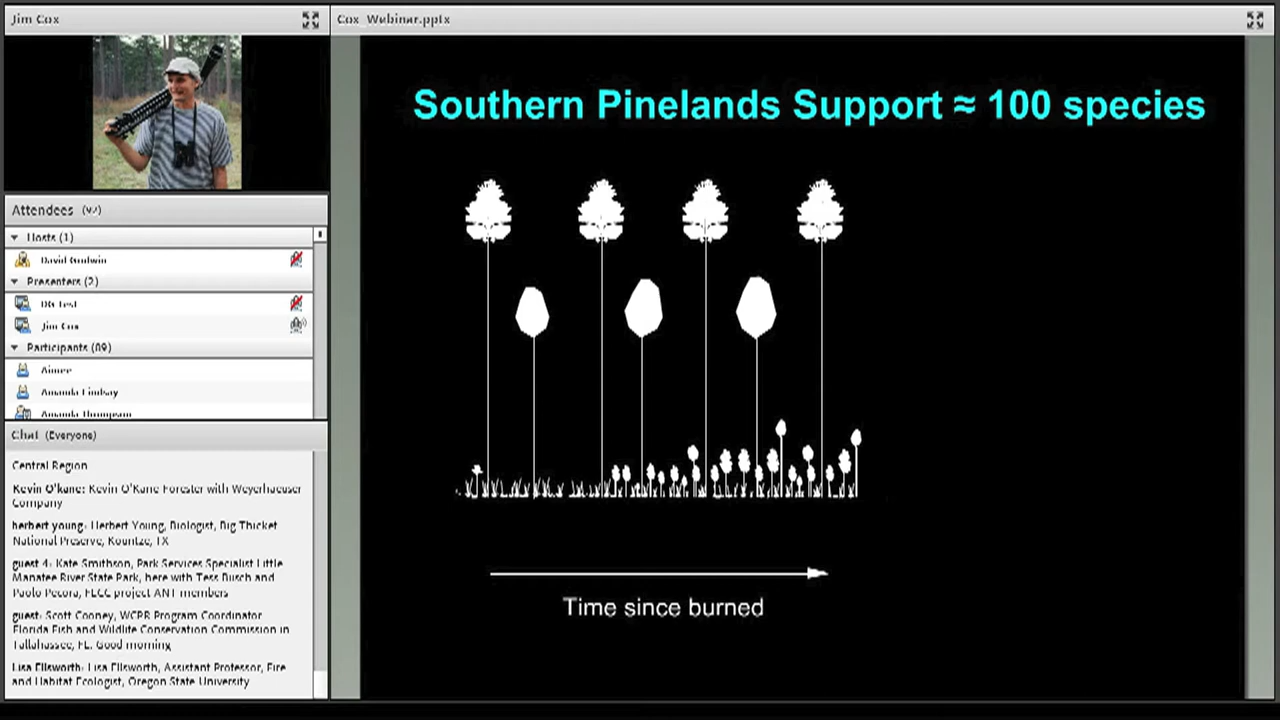 Jim Cox
Cox_Webinar.pptx
Attendees (92)
Hosts (1)
David Godwin
Presenters (2)
DG Test
Jim Cox
Participants (89)
Aimee
Amanda Lindsay
Amanda Thompson
Chat (Everyone)
Central Region
Kevin O'kane: Kevin O'Kane Forester with Weyerhaeuser
Company
herbert young: Herbert Young, Biologist, Big Thicket
National Preserve, Kountze, TX
guest 4: Kate Smithson, Park Services Specialist Little
Manatee River State Park, here with Tess Busch and
Paolo Pecora, FLCC project ANT members
guest: Scott Cooney, WCPR Program Coordinator
Florida Fish and Wildlife Conservation Commission in
Tallahassee, FL. Good morning
Lisa Ellsworth: Lisa Ellsworth, Assistant Professor, Fire
and Habitat Ecologist, Oregon State University
Southern Pinelands Support ≈ 100 species
Time since burned